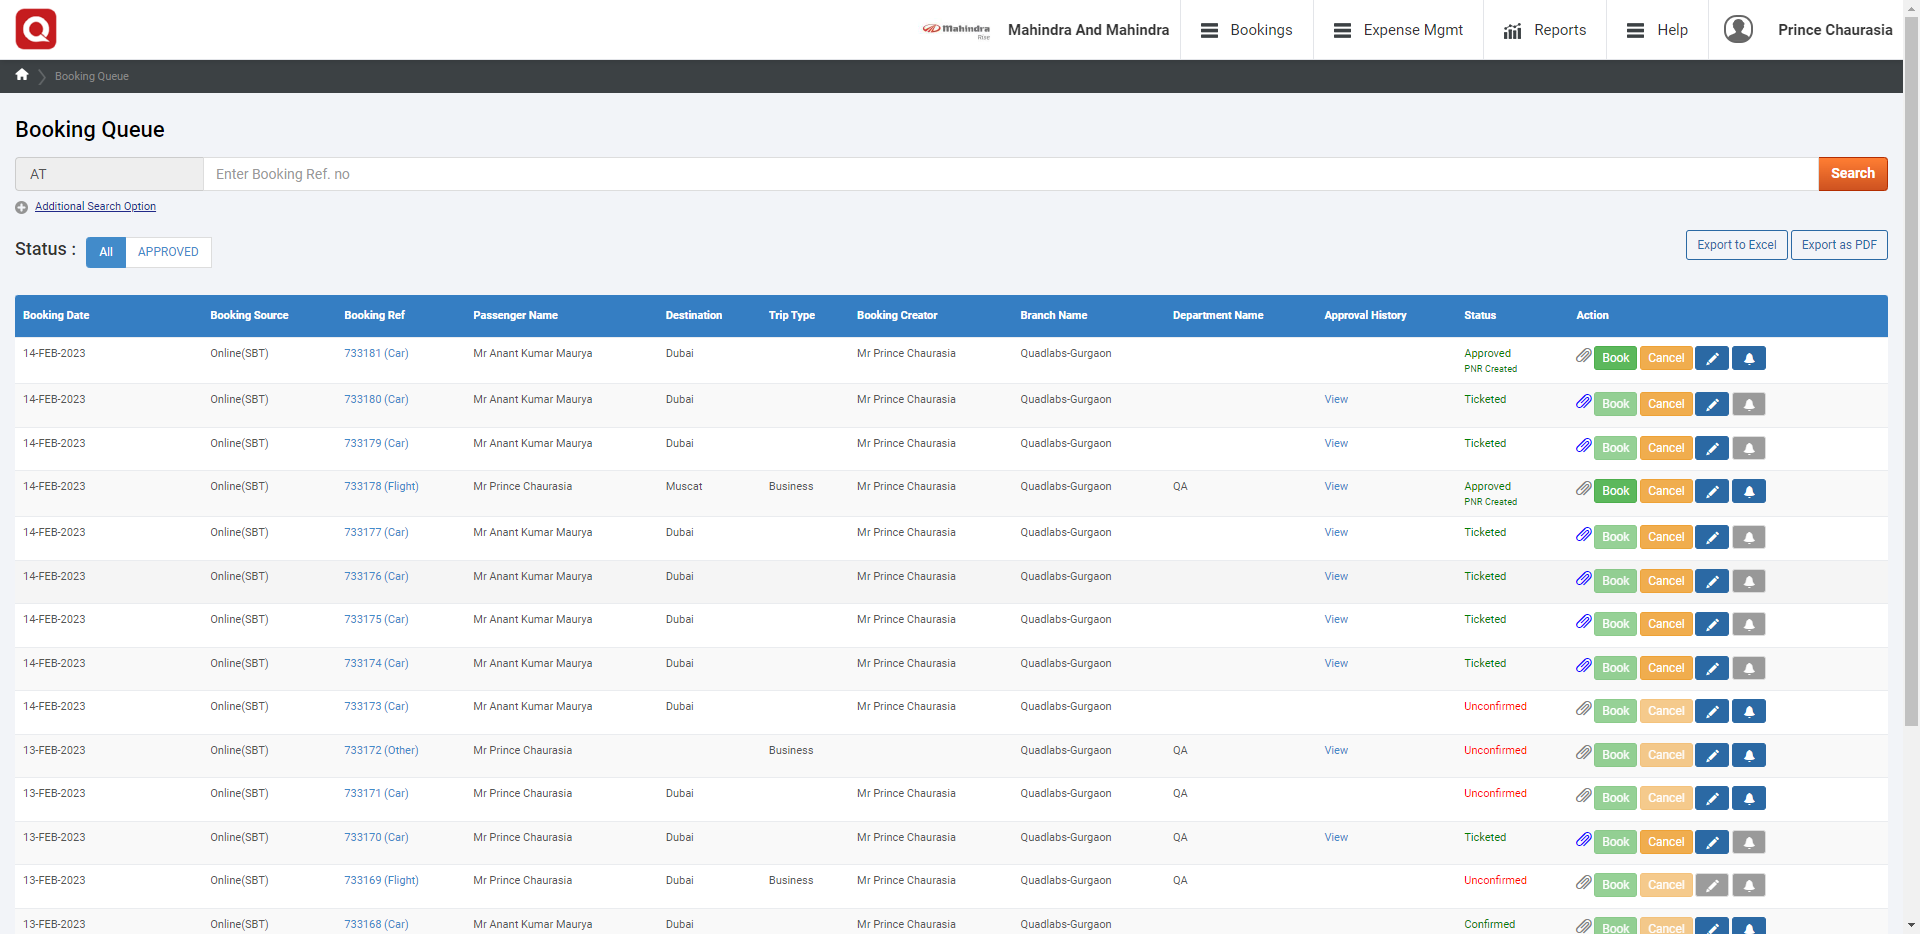 Q
Mahindra
Rise
Mahindra And Mahindra
Bookings
Expense Mgmt
Reports
Help
Prince Chaurasia
Booking Queue
Booking Queue
AT
Enter Booking Ref. no
Search
Additional Search Option
Status :
All
APPROVED
Export to Excel
Export as PDF
Booking Date Booking Source Booking Ref Passenger Name Destination Trip Type Booking Creator Branch Name Department Name Approval History Status Action
14-FEB-2023 Online(SBT) 733181 (Car) Mr Anant Kumar Maurya Dubai Mr Prince Chaurasia Quadlabs-Gurgaon Approved Book Cancel
PNR Created
14-FEB-2023 Online(SBT) 733180 (Car) Mr Anant Kumar Maurya Dubai Mr Prince Chaurasia Quadlabs-Gurgaon View Ticketed Book Cancel
14-FEB-2023 Online(SBT) 733179 (Car) Mr Anant Kumar Maurya Dubai Mr Prince Chaurasia Quadlabs-Gurgaon View Ticketed Book Cancel
14-FEB-2023 Online(SBT) 733178 (Flight) Mr Prince Chaurasia Muscat Business Mr Prince Chaurasia Quadlabs-Gurgaon QA View Approved Book Cancel
PNR Created
14-FEB-2023 Online(SBT) 733177 (Car) Mr Anant Kumar Maurya Dubai Mr Prince Chaurasia Quadlabs-Gurgaon View Ticketed Book Cancel
14-FEB-2023 Online(SBT) 733176 (Car) Mr Anant Kumar Maurya Dubai Mr Prince Chaurasia Quadlabs-Gurgaon View Ticketed Book Cancel
14-FEB-2023 Online(SBT) 733175 (Car) Mr Anant Kumar Maurya Dubai Mr Prince Chaurasia Quadlabs-Gurgaon View Ticketed Book Cancel
14-FEB-2023 Online(SBT) 733174 (Car) Mr Anant Kumar Maurya Dubai Mr Prince Chaurasia Quadlabs-Gurgaon View Ticketed Book Cancel
14-FEB-2023 Online(SBT) 733173 (Car) Mr Anant Kumar Maurya Dubai Mr Prince Chaurasia Quadlabs-Gurgaon Unconfirmed Book Cancel
13-FEB-2023 Online(SBT) 733172 (Other) Mr Prince Chaurasia Business Quadlabs-Gurgaon QA View Unconfirmed Book Cancel
13-FEB-2023 Online(SBT) 733171 (Car) Mr Prince Chaurasia Dubai Mr Prince Chaurasia Quadlabs-Gurgaon QA Unconfirmed Book Cancel
13-FEB-2023 Online(SBT) 733170 (Car) Mr Prince Chaurasia Dubai Mr Prince Chaurasia Quadlabs-Gurgaon QA View Ticketed Book Cancel
13-FEB-2023 Online(SBT) 733169 (Flight) Mr Prince Chaurasia Dubai Business Mr Prince Chaurasia Quadlabs-Gurgaon QA Unconfirmed Book Cancel
13-FEB-2023 Online(SBT) 733168 (Car) Mr Anant Kumar Maurya Dubai Mr Prince Chaurasia Quadlabs-Gurgaon Confirmed Book Cancel